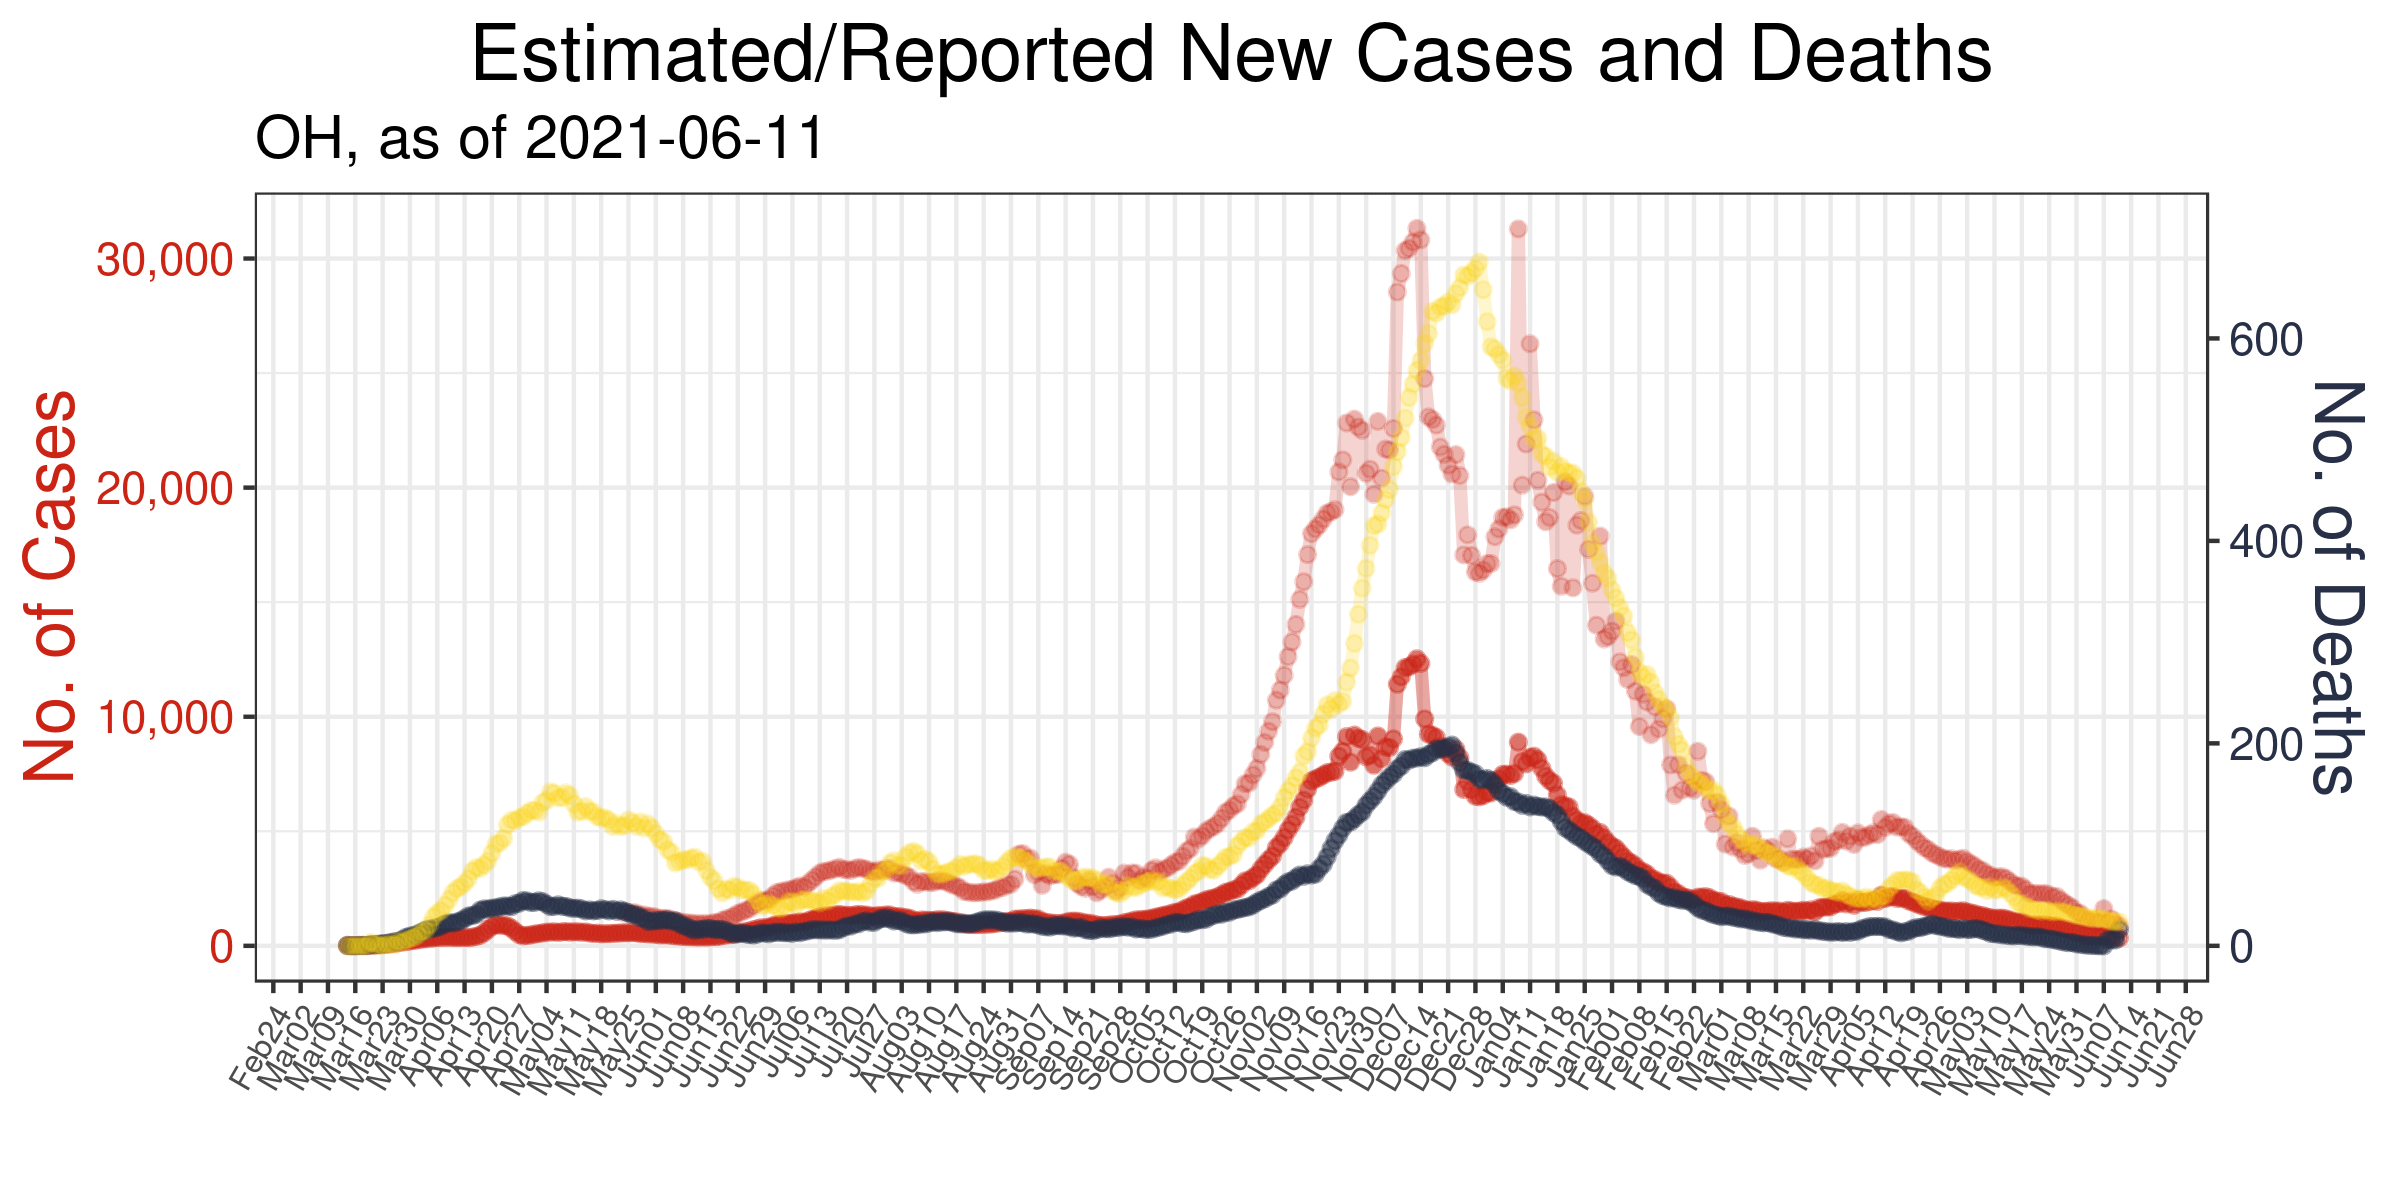 Estimated/Reported New Cases and Deaths
OH, as of 2021-06-11
No. of Cases
30,000
20,000
10,000
0
600
400
200
0
No. of Deaths
Feb24
Mar02
Mar09
Mar16
Mar23
Mar30
Apr06
Apr13
Apr20
Apr27
May04
May11
May18
May25
Jun01
Jun08
Jun15
Jun22
Jun29
Jul06
Jul13
Jul20
Jul27
Aug03
Aug10
Aug17
Aug24
Aug31
Sep07
Sep14
Sep21
Sep28
Oct05
Oct12
Oct19
Oct26
Nov02
Nov09
Nov16
Nov23
Nov30
Dec07
Dec14
Dec21
Dec28
Jan04
Jan11
Jan18
Jan25
Feb01
Feb08
Feb15
Feb22
Mar01
Mar08
Mar15
Mar22
Mar29
Apr05
Apr12
Apr19
Apr26
May03
May10
May17
May24
May31
Jun07
Jun14
Jun21
Jun28